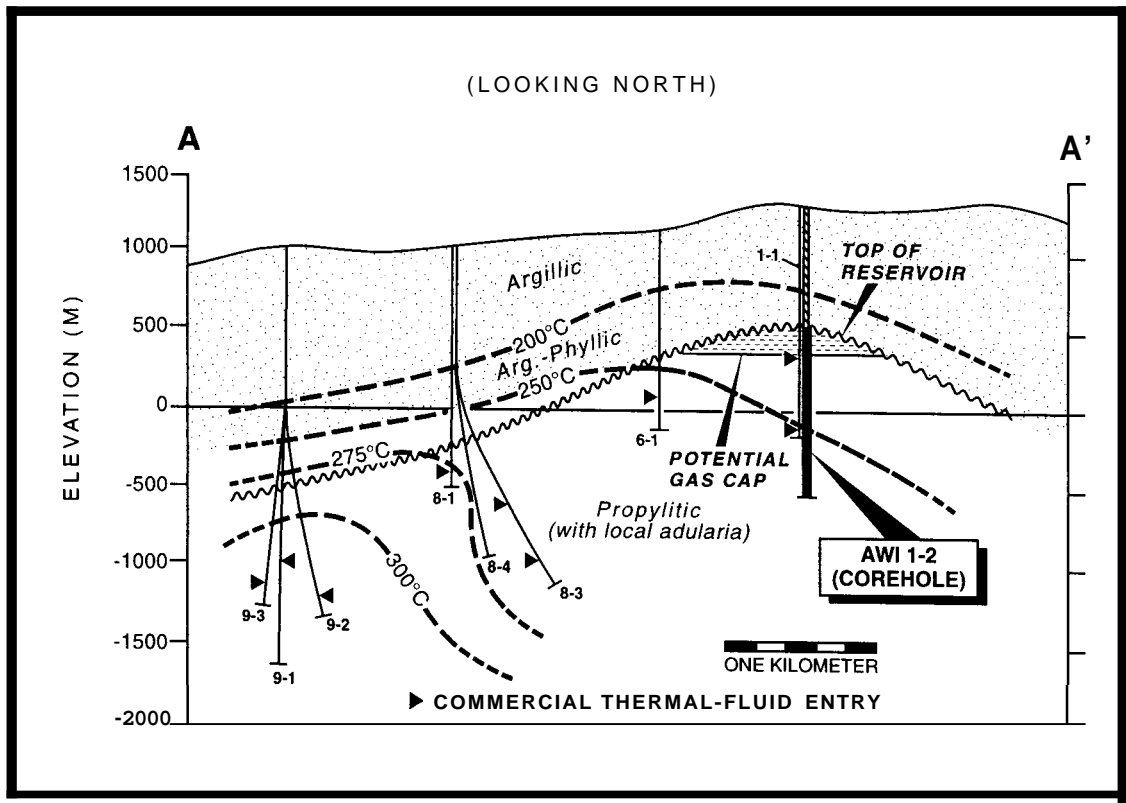 (LOOKING NORTH)
A
A'
1500
1000
500
0
-500
-1000
-1500
-2000
ELEVATION (M)
Argillic
1-1
TOP OF
RESERVOIR
200°C
Arg.-Phyllic
250°C
275°C
8-1
6-1
POTENTIAL
GAS CAP
Propylitic
(with local adularia)
300°C
8-4
8-3
AWI 1-2
(COREHOLE)
9-3
9-2
9-1
ONE KILOMETER
COMMERCIAL THERMAL-FLUID ENTRY